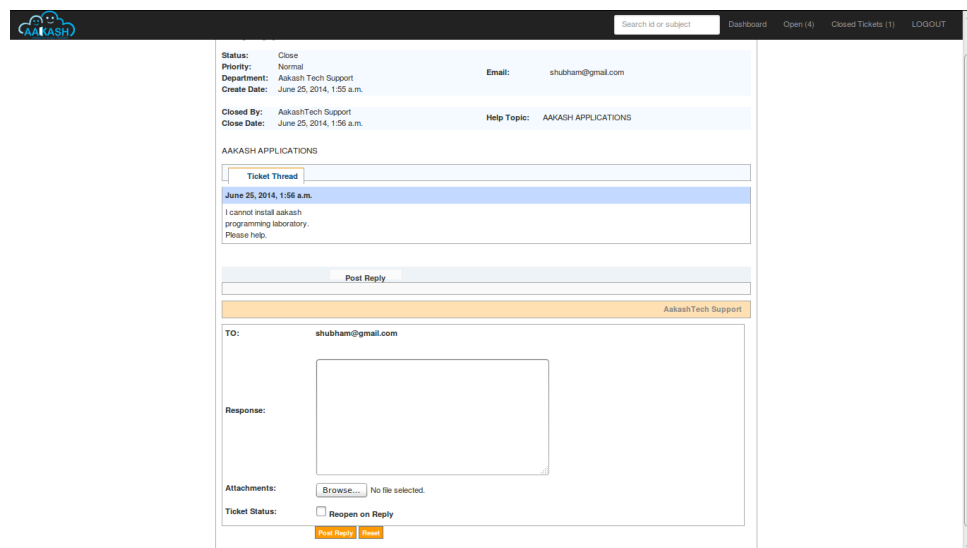 AAKASH
Search id or subject
Dashboard
Open (4)
Closed Tickets (1)
LOGOUT
Status: Close
Priority: Normal
Department: Aakash Tech Support
Create Date: June 25, 2014, 1:55 a.m.
Email: shubham@gmail.com
Closed By: AakashTech Support
Close Date: June 25, 2014, 1:56 a.m.
Help Topic: AAKASH APPLICATIONS
AAKASH APPLICATIONS
Ticket Thread
June 25, 2014, 1:56 a.m.
I cannot install aakash
programming laboratory.
Please help.
Post Reply
AakashTech Support
TO: shubham@gmail.com
Response:
Attachments: Browse... No file selected.
Ticket Status: Reopen on Reply
Post Reply Reset